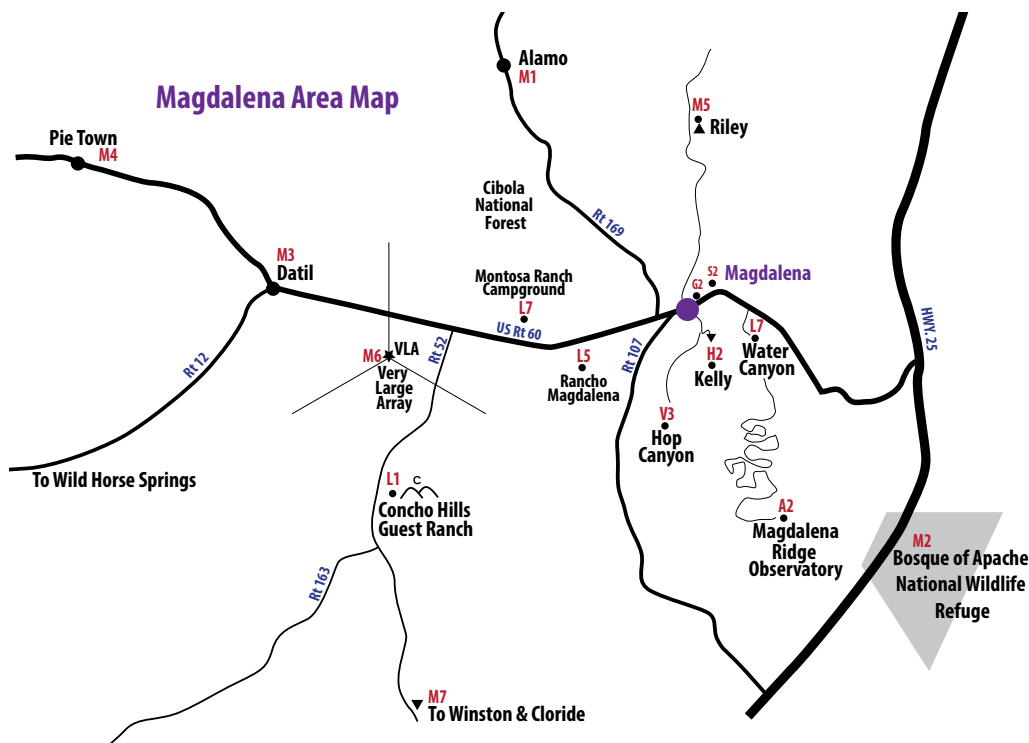 Magdalena Area Map
Alamo
M1
M5
Riley
Pie Town
M4
Cibola
National
Forest
Rt 169
M3
Datil
S2
Magdalena
G2
Montosa Ranch
Campground
L7
US Rt 60
HWY. 25
L7
Water
Canyon
Rt 12
M6
VLA
Very
Large
Array
Rt 52
L5
Rancho
Magdalena
Rt 107
H2
Kelly
V3
Hop
Canyon
To Wild Horse Springs
L1
C
Concho Hills
Guest Ranch
A2
Magdalena
Ridge
Observatory
M2
Bosque of Apache
National Wildlife
Refuge
Rt 163
M7
To Winston & Cloride